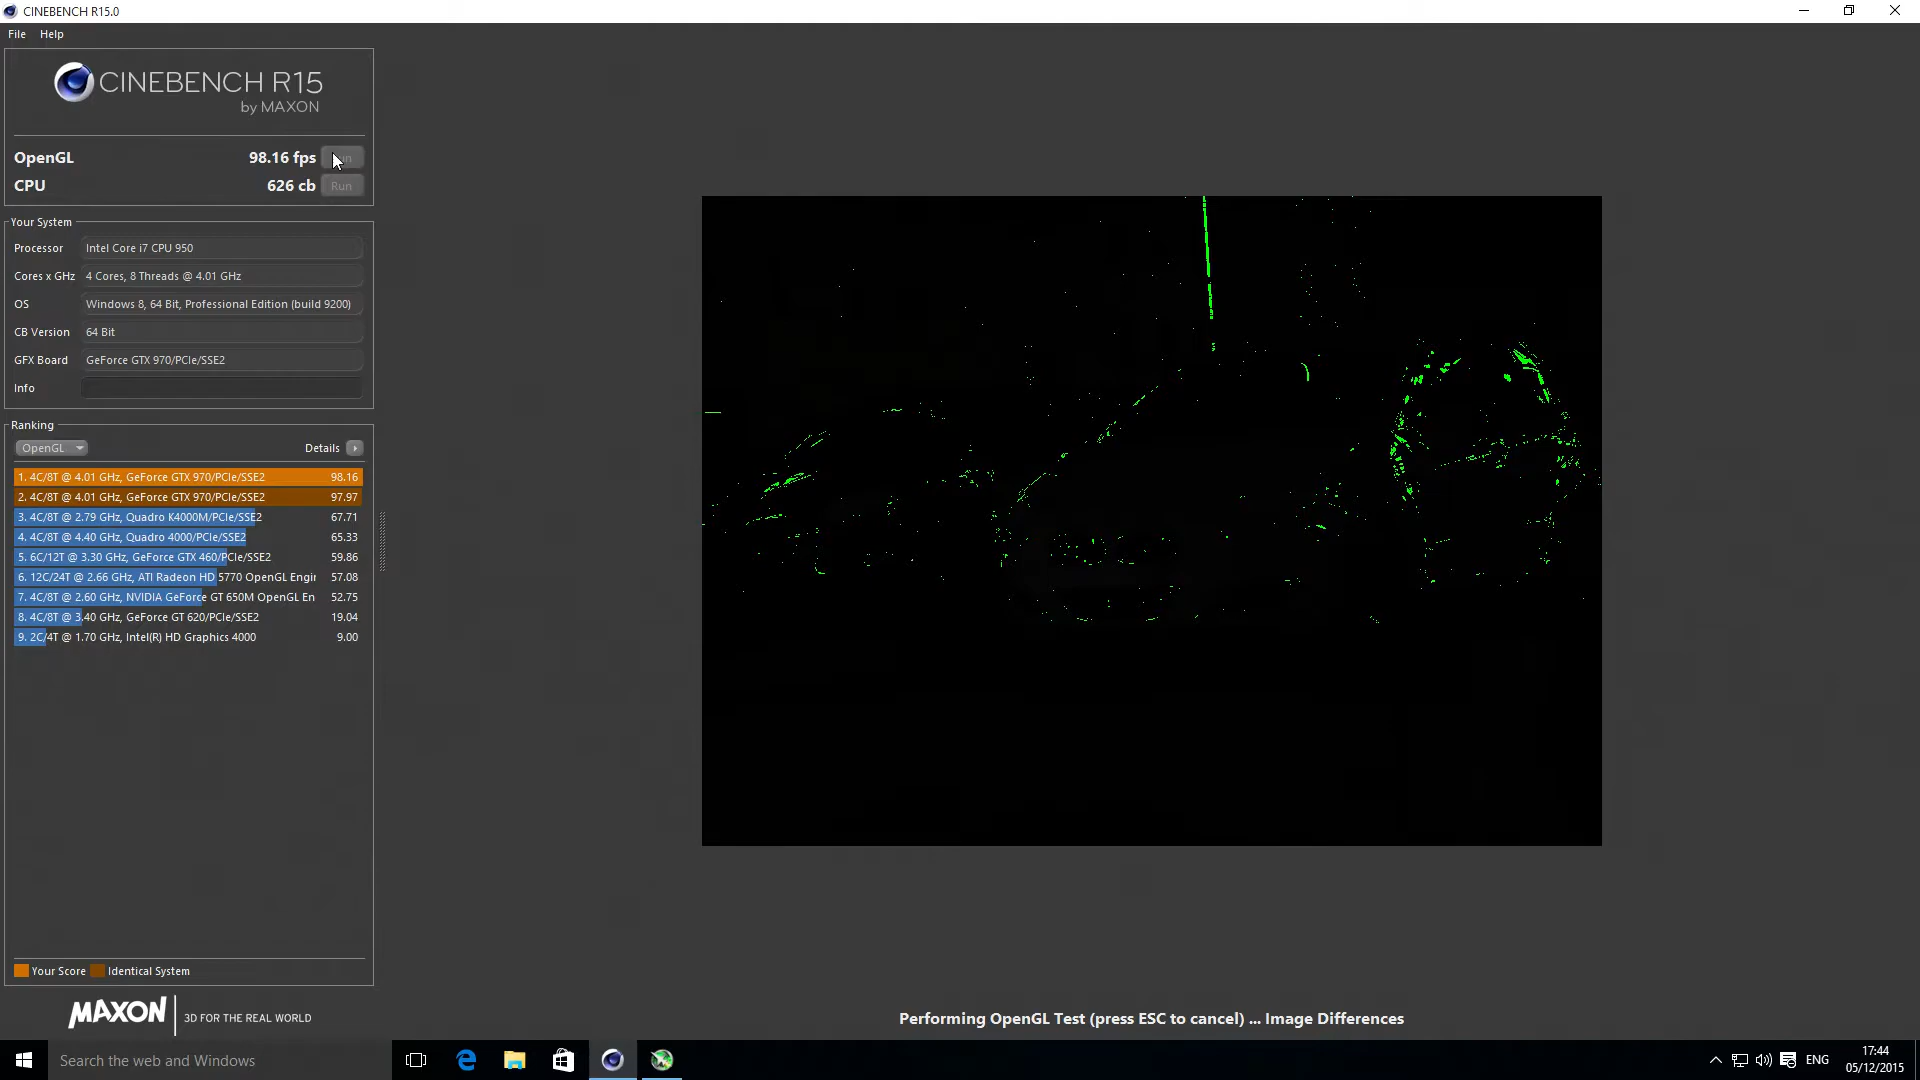 CINEBENCH R15.0
File Help
CINEBENCH R15
by MAXON
OpenGL 98.16 fps
CPU 626 cb Run
Your System
Processor Intel Core i7 CPU 950
Cores x GHz 4 Cores, 8 Threads @ 4.01 GHz
OS Windows 8, 64 Bit, Professional Edition (build 9200)
CB Version 64 Bit
GFX Board GeForce GTX 970/PCIe/SSE2
Info
Ranking
OpenGL Details
1. 4C/8T @ 4.01 GHz, GeForce GTX 970/PCIe/SSE2 98.16
2. 4C/8T @ 4.01 GHz, GeForce GTX 970/PCIe/SSE2 97.97
3. 4C/8T @ 2.79 GHz, Quadro K4000M/PCIe/SSE2 67.71
4. 4C/8T @ 4.40 GHz, Quadro 4000/PCIe/SSE2 65.33
5. 6C/12T @ 3.30 GHz, GeForce GTX 460/PCIe/SSE2 59.86
6. 12C/24T @ 2.66 GHz, ATI Radeon HD 5770 OpenGL Engir 57.08
7. 4C/8T @ 2.60 GHz, NVIDIA GeForce GT 650M OpenGL En 52.75
8. 4C/8T @ 3.40 GHz, GeForce GT 620/PCIe/SSE2 19.04
9. 2C/4T @ 1.70 GHz, Intel(R) HD Graphics 4000 9.00
Your Score Identical System
MAXON 3D FOR THE REAL WORLD
Performing OpenGL Test (press ESC to cancel) ... Image Differences
Search the web and Windows
ENG
17:44
05/12/2015